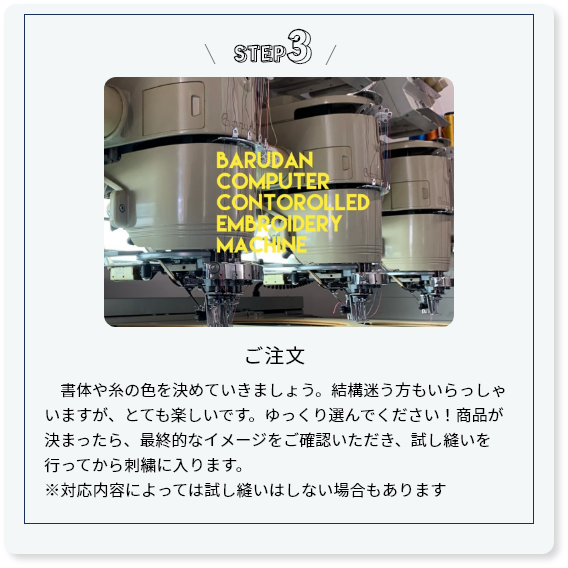 \ STEP3 /
BARUDAN
COMPUTER
CONTOROLLED
EMBROIDERY
MACHINE
ご注文
書体や糸の色を決めていきましょう。結構迷う方もいらっしゃ
いますが、とても楽しいです。ゆっくり選んでください！商品が
決まったら、最終的なイメージをご確認いただき、試し縫いを
行ってから刺繍に入ります。
※対応内容によっては試し縫いはしない場合もあります